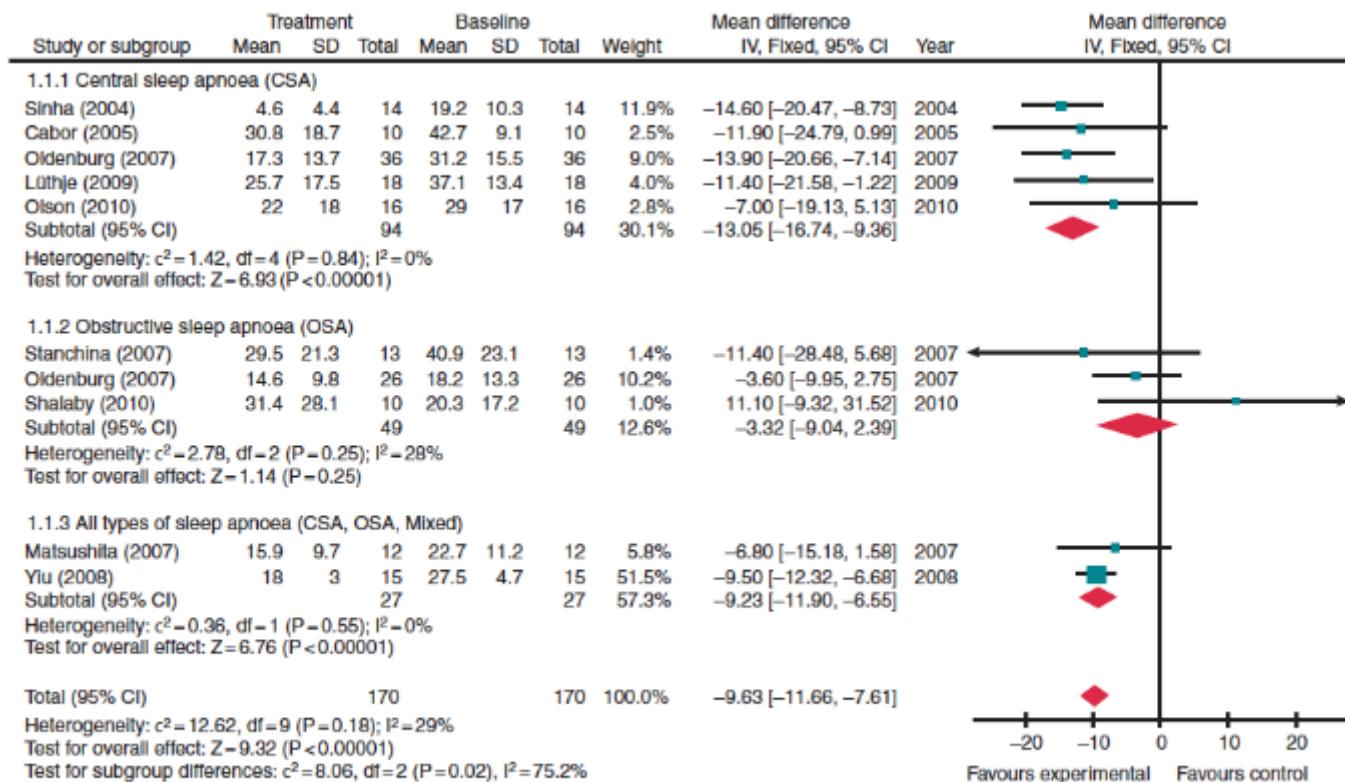 Treatment Baseline Mean difference Mean difference
Study or subgroup Mean SD Total Mean SD Total Weight IV, Fixed, 95% CI Year IV, Fixed, 95% CI
1.1.1 Central sleep apnoea (CSA)
Sinha (2004) 4.6 4.4 14 19.2 10.3 14 11.9% −14.60 [−20.47, −8.73] 2004
Cabor (2005) 30.8 18.7 10 42.7 9.1 10 2.5% −11.90 [−24.79, 0.99] 2005
Oldenburg (2007) 17.3 13.7 36 31.2 15.5 36 9.0% −13.90 [−20.66, −7.14] 2007
Lüthje (2009) 25.7 17.5 18 37.1 13.4 18 4.0% −11.40 [−21.58, −1.22] 2009
Olson (2010) 22 18 16 29 17 16 2.8% −7.00 [−19.13, 5.13] 2010
Subtotal (95% CI) 94 94 30.1% −13.05 [−16.74, −9.36]
Heterogeneity: c²=1.42, df=4 (P=0.84); I²=0%
Test for overall effect: Z=6.93 (P<0.00001)
1.1.2 Obstructive sleep apnoea (OSA)
Stanchina (2007) 29.5 21.3 13 40.9 23.1 13 1.4% −11.40 [−28.48, 5.68] 2007
Oldenburg (2007) 14.6 9.8 26 18.2 13.3 26 10.2% −3.60 [−9.95, 2.75] 2007
Shalaby (2010) 31.4 28.1 10 20.3 17.2 10 1.0% 11.10 [−9.32, 31.52] 2010
Subtotal (95% CI) 49 49 12.6% −3.32 [−9.04, 2.39]
Heterogeneity: c²=2.78, df=2 (P=0.25); I²=28%
Test for overall effect: Z=1.14 (P=0.25)
1.1.3 All types of sleep apnoea (CSA, OSA, Mixed)
Matsushita (2007) 15.9 9.7 12 22.7 11.2 12 5.8% −6.80 [−15.18, 1.58] 2007
Yiu (2008) 18 3 15 27.5 4.7 15 51.5% −9.50 [−12.32, −6.68] 2008
Subtotal (95% CI) 27 27 57.3% −9.23 [−11.90, −6.55]
Heterogeneity: c²=0.36, df=1 (P=0.55); I²=0%
Test for overall effect: Z=6.76 (P<0.00001)
Total (95% CI) 170 170 100.0% −9.63 [−11.66, −7.61]
Heterogeneity: c²=12.62, df=9 (P=0.18); I²=29%
Test for overall effect: Z=9.32 (P<0.00001)
Test for subgroup differences: c²=8.06, df=2 (P=0.02), I²=75.2%
−20 −10 0 10 20
Favours experimental Favours control